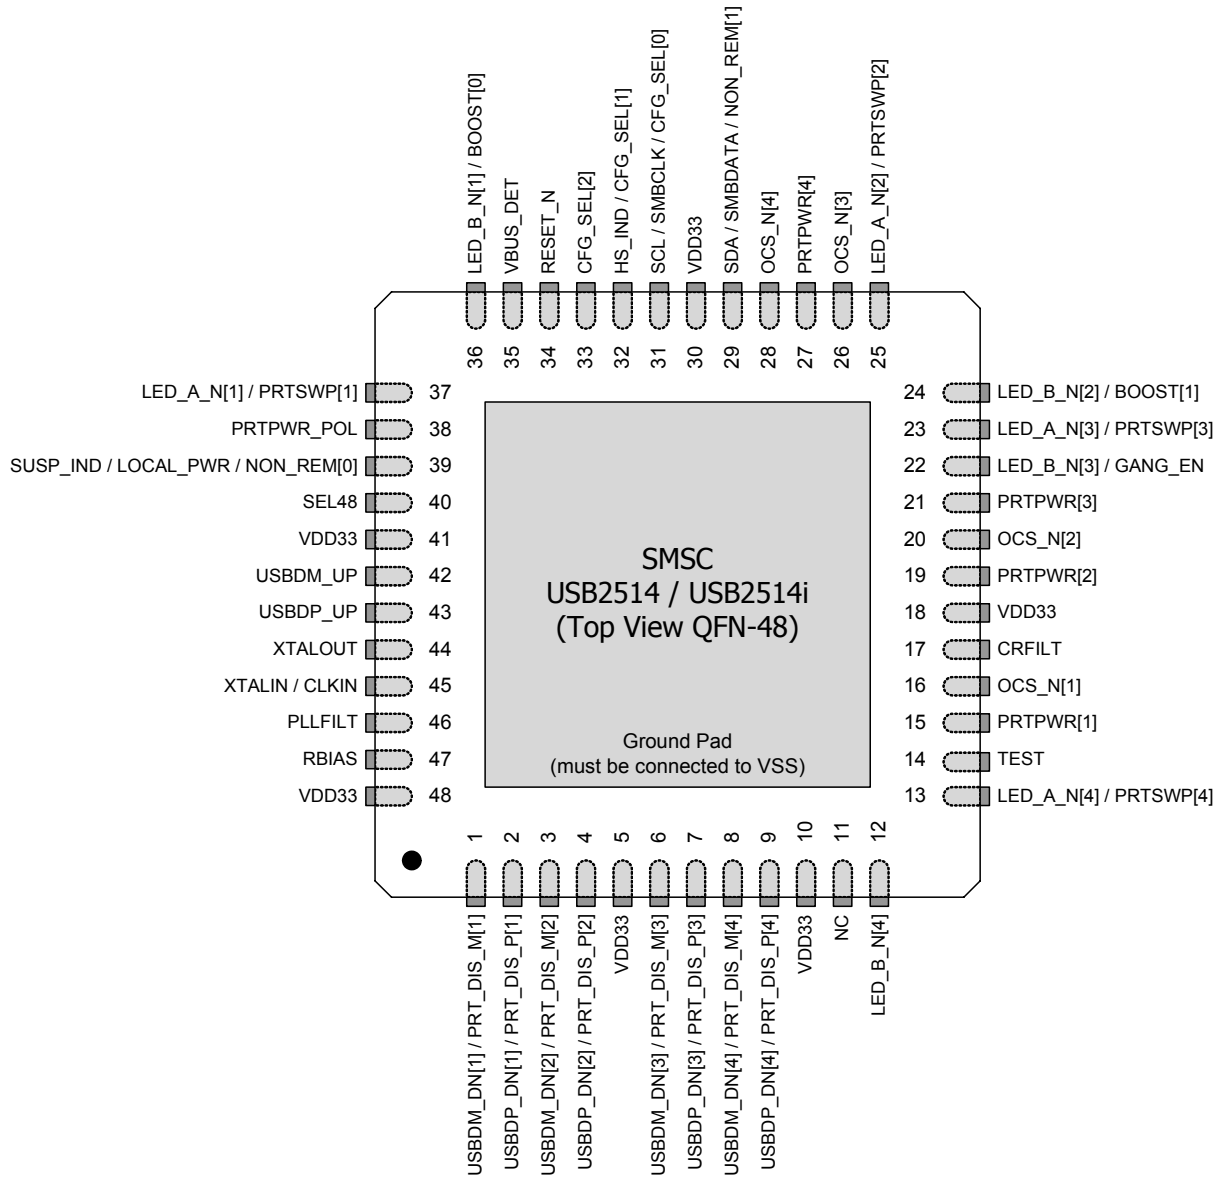 LED_B_N[1] / BOOST[0]
VBUS_DET
RESET_N
CFG_SEL[2]
HS_IND / CFG_SEL[1]
SCL / SMBCLK / CFG_SEL[0]
VDD33
SDA / SMBDATA / NON_REM[1]
OCS_N[4]
PRTPWR[4]
OCS_N[3]
LED_A_N[2] / PRTSWP[2]
36 35 34 33 32 31 30 29 28 27 26 25
LED_A_N[1] / PRTSWP[1] 37
PRTPWR_POL 38
SUSP_IND / LOCAL_PWR / NON_REM[0] 39
SEL48 40
VDD33 41
USBDM_UP 42
USBDP_UP 43
XTALOUT 44
XTALIN / CLKIN 45
PLLFILT 46
RBIAS 47
VDD33 48
SMSC
USB2514 / USB2514i
(Top View QFN-48)
Ground Pad
(must be connected to VSS)
24 LED_B_N[2] / BOOST[1]
23 LED_A_N[3] / PRTSWP[3]
22 LED_B_N[3] / GANG_EN
21 PRTPWR[3]
20 OCS_N[2]
19 PRTPWR[2]
18 VDD33
17 CRFILT
16 OCS_N[1]
15 PRTPWR[1]
14 TEST
13 LED_A_N[4] / PRTSWP[4]
1 2 3 4 5 6 7 8 9 10 11 12
USBDM_DN[1] / PRT_DIS_M[1]
USBDP_DN[1] / PRT_DIS_P[1]
USBDM_DN[2] / PRT_DIS_M[2]
USBDP_DN[2] / PRT_DIS_P[2]
VDD33
USBDM_DN[3] / PRT_DIS_M[3]
USBDP_DN[3] / PRT_DIS_P[3]
USBDM_DN[4] / PRT_DIS_M[4]
USBDP_DN[4] / PRT_DIS_P[4]
VDD33
NC
LED_B_N[4]